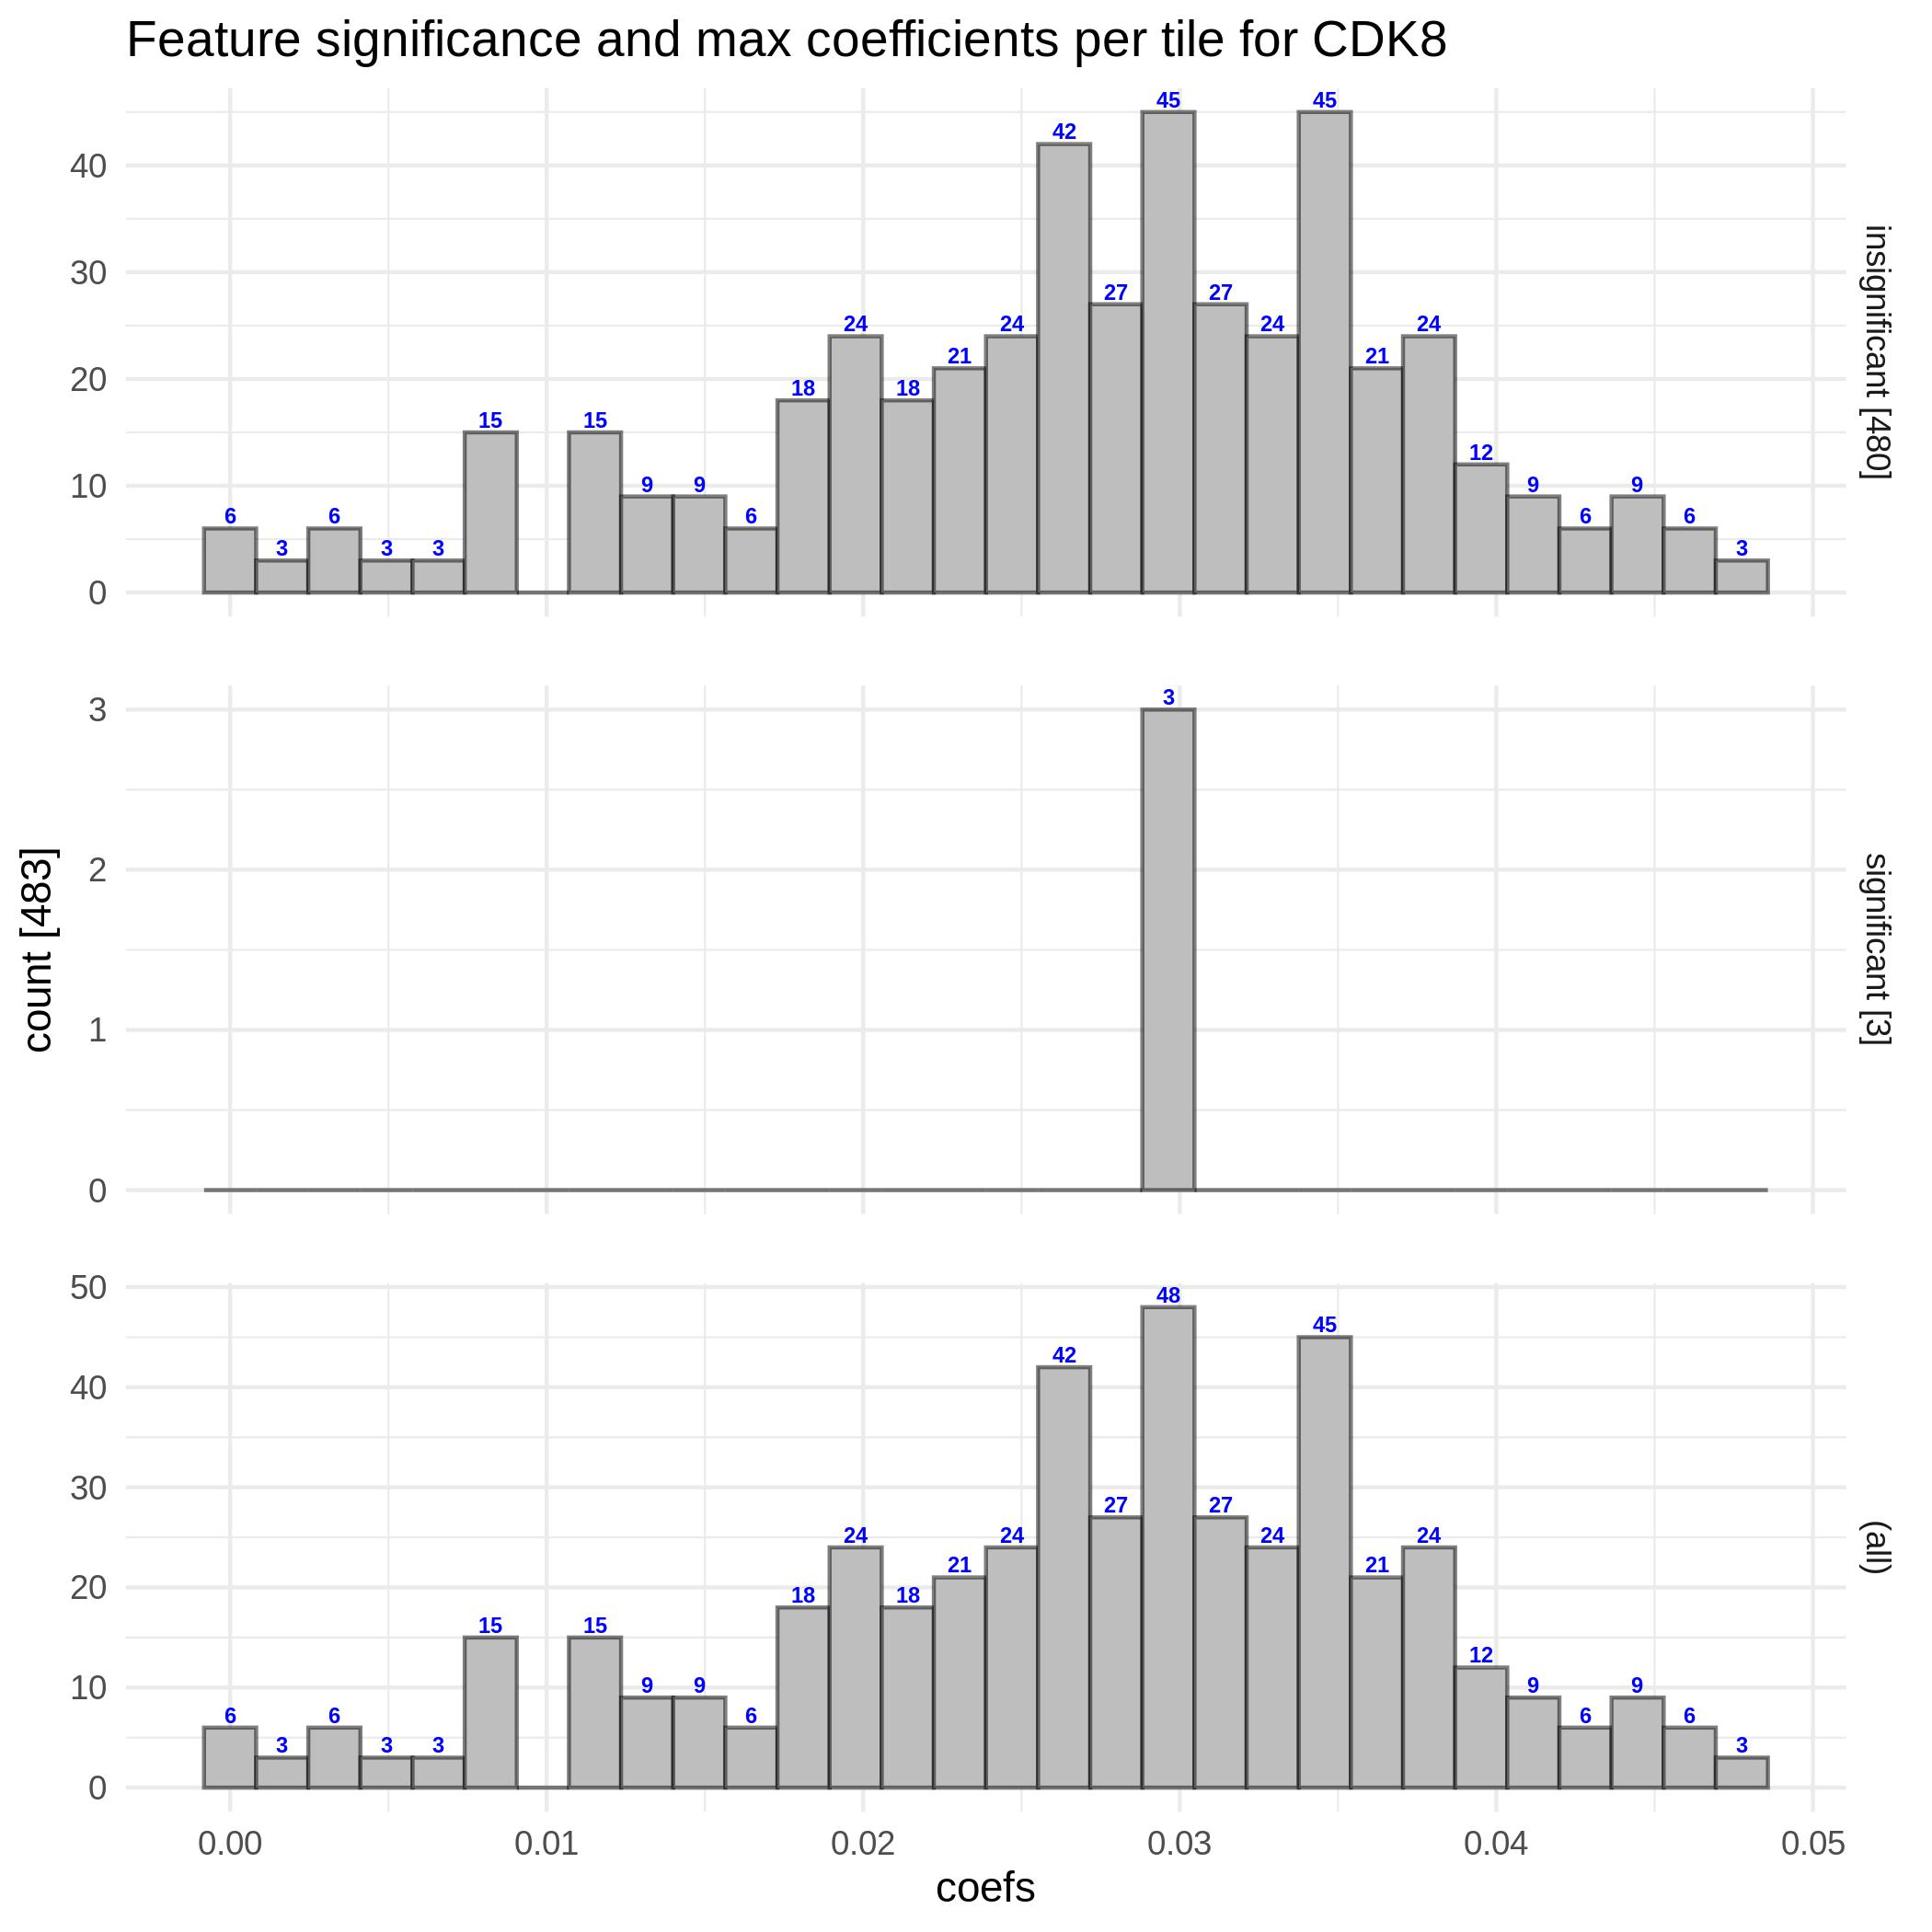 Feature significance and max coefficients per tile for CDK8
count [483]
45 45
42
40
30
27 27
24 24 24 24
21 21
20
18 18
15 15
12
10
9 9 9 9
6 6 6 6 6
3 3 3 3
0
insignificant [480]
3
3
2
1
0
significant [3]
50
48
45
42
40
30
27 27
24 24 24 24
21 21
20
18 18
15 15
12
10
9 9 9 9
6 6 6 6 6
3 3 3 3
0
(all)
0.00 0.01 0.02 0.03 0.04 0.05
coefs